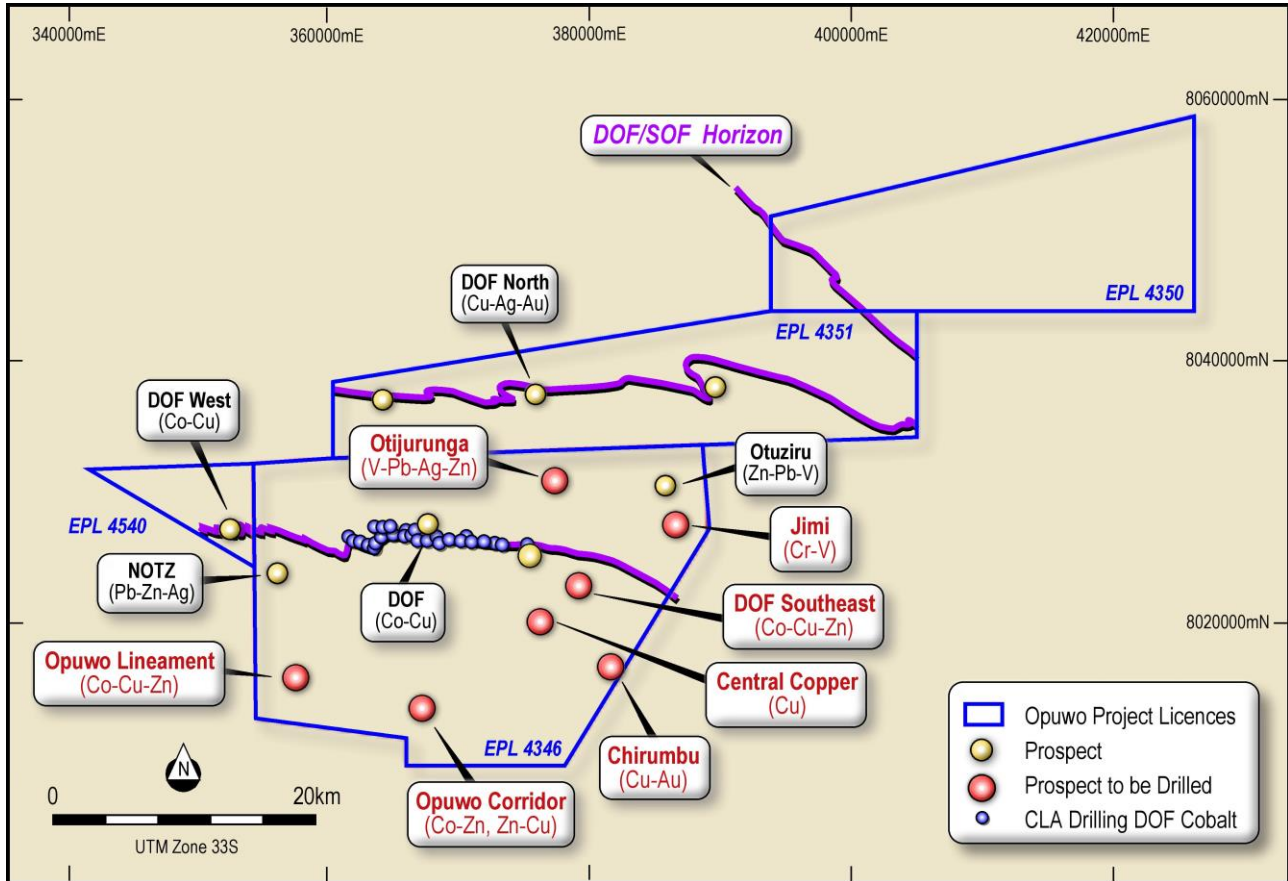 340000mE
360000mE
380000mE
400000mE
420000mE
8060000mN
DOF/SOF Horizon
DOF North
(Cu-Ag-Au)
EPL 4350
EPL 4351
8040000mN
DOF West
(Co-Cu)
Otijurunga
(V-Pb-Ag-Zn)
Otuziru
(Zn-Pb-V)
EPL 4540
Jimi
(Cr-V)
NOTZ
(Pb-Zn-Ag)
DOF
(Co-Cu)
DOF Southeast
(Co-Cu-Zn)
8020000mN
Opuwo Lineament
(Co-Cu-Zn)
Central Copper
(Cu)
EPL 4346
Chirumbu
(Cu-Au)
Opuwo Corridor
(Co-Zn, Zn-Cu)
N
0
20km
UTM Zone 33S
Opuwo Project Licences
Prospect
Prospect to be Drilled
CLA Drilling DOF Cobalt